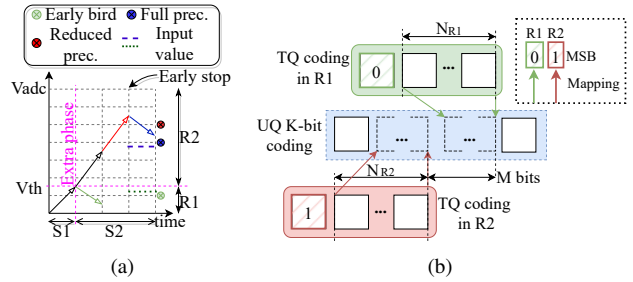 Early bird
Full prec.
Reduced
prec.
Input
value
Early stop
Vadc
Extra phase
R2
Vth
R1
S1
S2
time
(a)
N_R1
TQ coding
in R1
0
...
R1 R2
0 1 MSB
Mapping
UQ K-bit
coding
... ...
N_R2
M bits
1
...
TQ coding
in R2
(b)